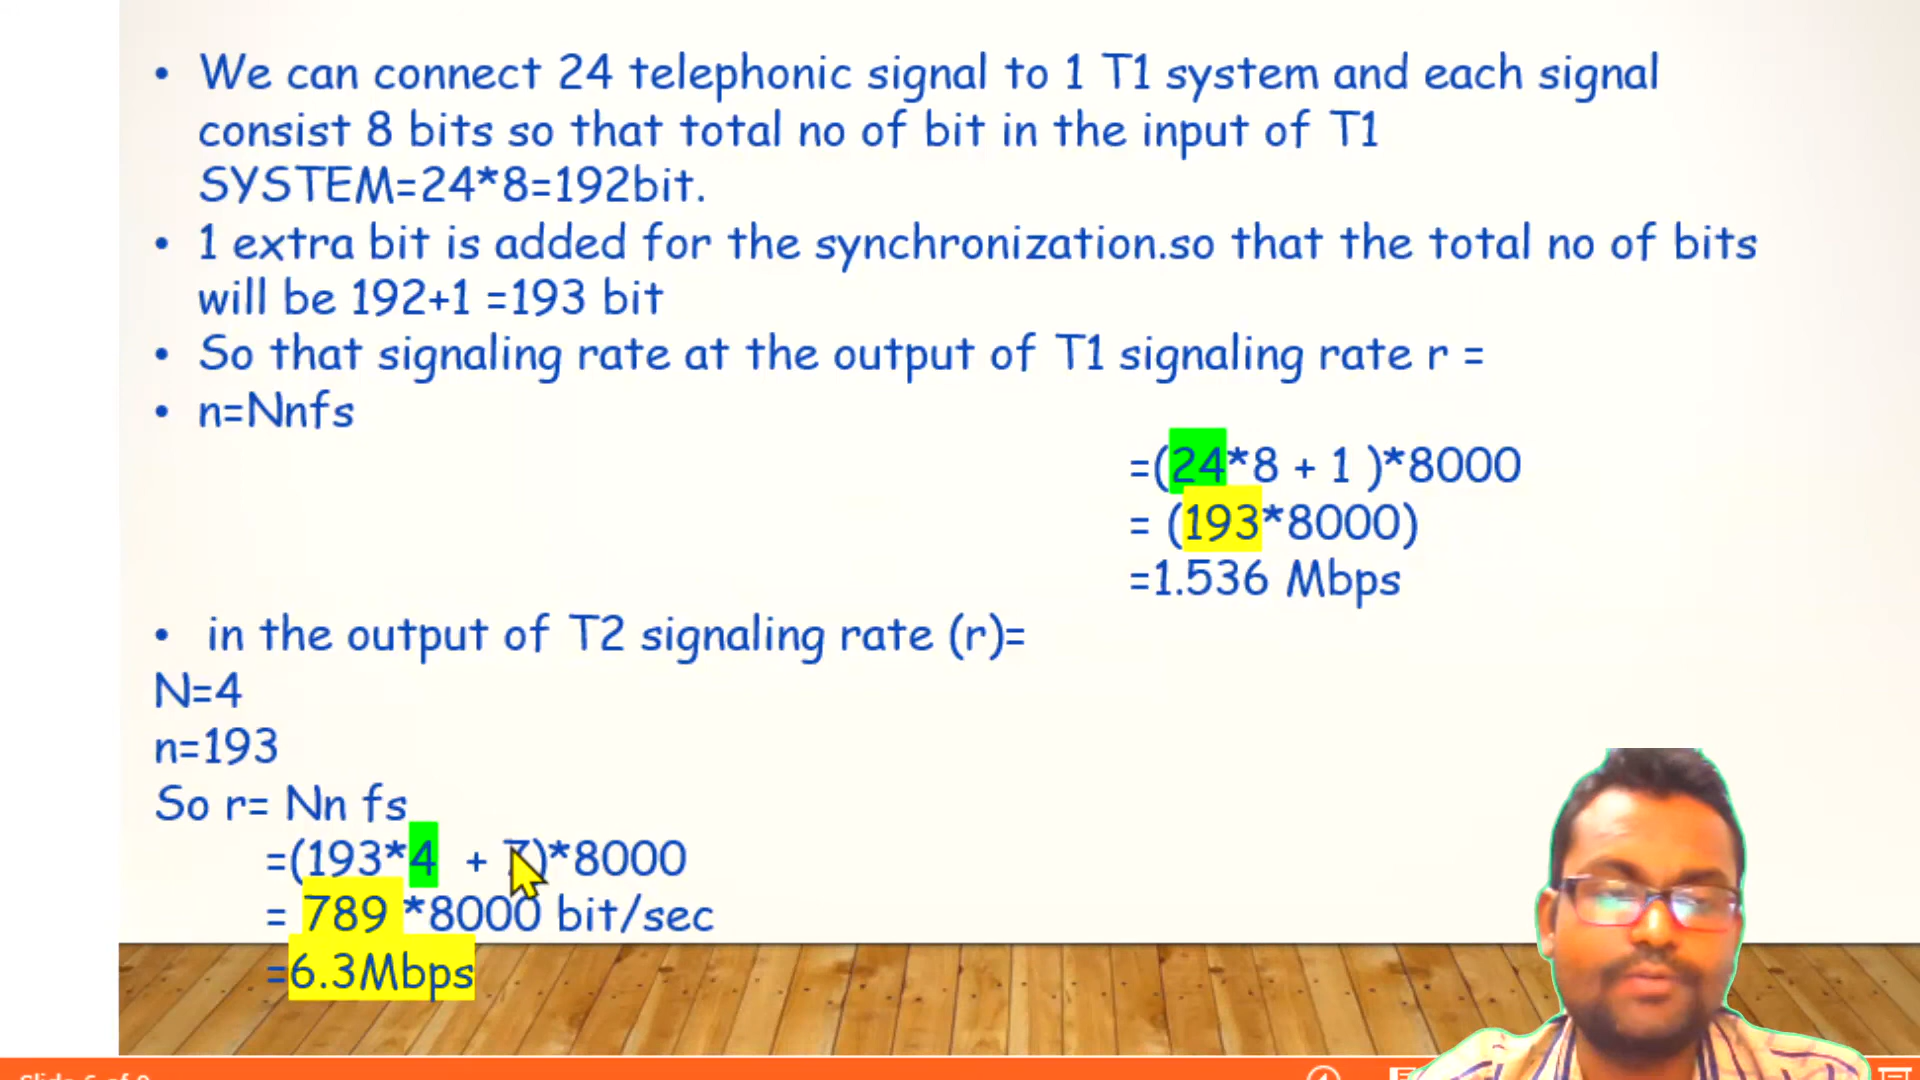 • We can connect 24 telephonic signal to 1 T1 system and each signal
consist 8 bits so that total no of bit in the input of T1
SYSTEM=24*8=192bit.
• 1 extra bit is added for the synchronization.so that the total no of bits
will be 192+1 =193 bit
• So that signaling rate at the output of T1 signaling rate r =
• n=Nnfs
=(24*8 + 1 )*8000
= (193*8000)
=1.536 Mbps
• in the output of T2 signaling rate (r)=
N=4
n=193
So r= Nn fs
=(193*4 + 7)*8000
= 789 *8000 bit/sec
=6.3Mbps